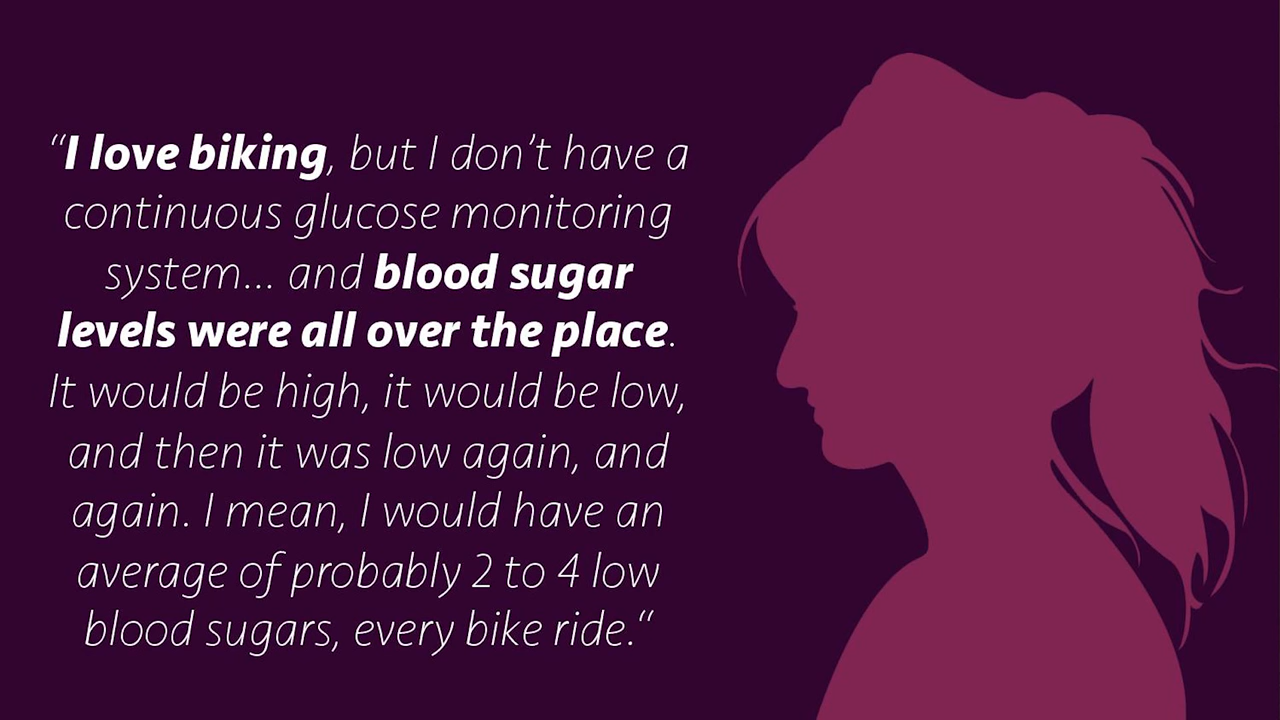 “I love biking, but I don’t have a
continuous glucose monitoring
system... and blood sugar
levels were all over the place.
It would be high, it would be low,
and then it was low again, and
again. I mean, I would have an
average of probably 2 to 4 low
blood sugars, every bike ride.“